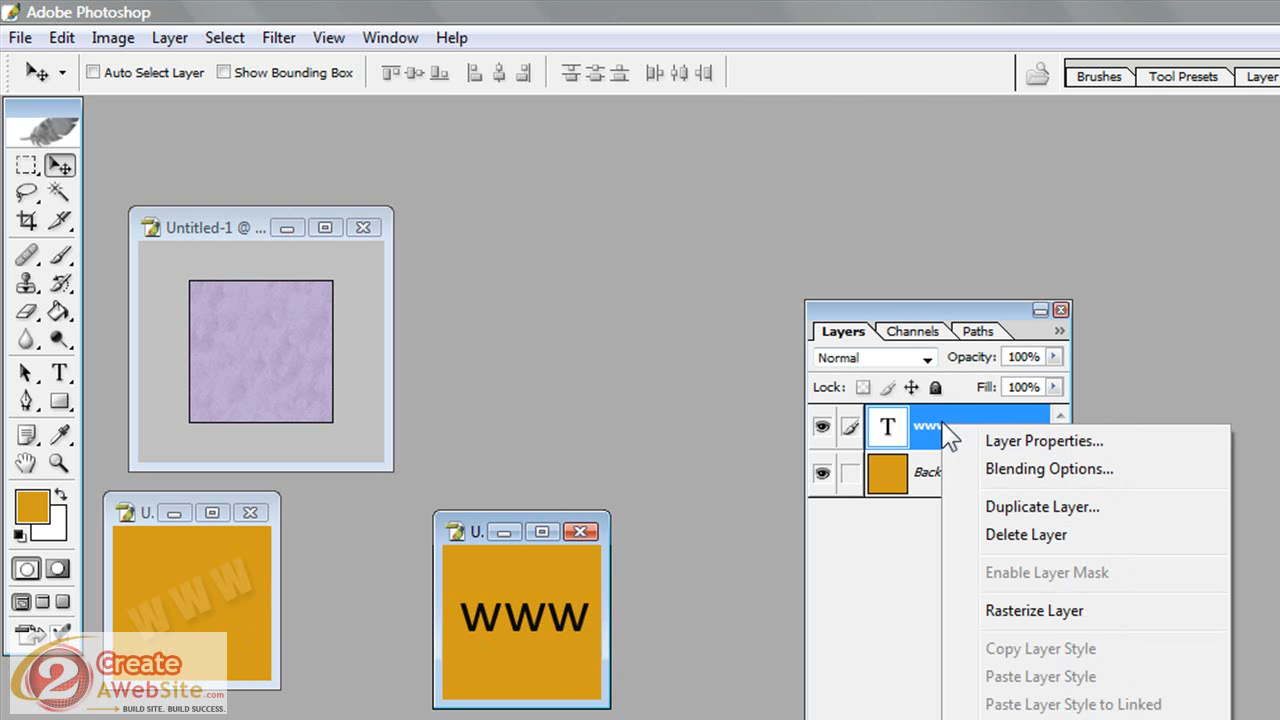 Adobe Photoshop
File Edit Image Layer Select Filter View Window Help
Auto Select Layer Show Bounding Box Brushes Tool Presets Layer
Untitled-1 @ ...
Layers Channels Paths
Normal Opacity: 100%
Lock: Fill: 100%
T www
Back
Layer Properties...
Blending Options...
Duplicate Layer...
Delete Layer
Enable Layer Mask
Rasterize Layer
Copy Layer Style
Paste Layer Style
Paste Layer Style to Linked
U.
www
U.
www
T
2 Create
AWebSite.com
BUILD SITE. BUILD SUCCESS.